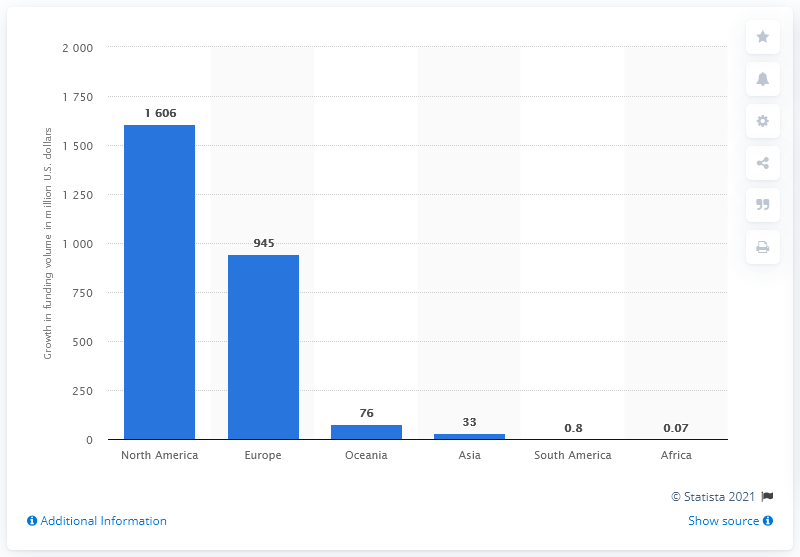 2 000
1 750
1 500
1 250
1 000
750
500
250
0
Growth in funding volume in million U.S. dollars
1 606
945
76
33
0.8
0.07
North America
Europe
Oceania
Asia
South America
Africa
© Statista 2021
Additional Information
Show source